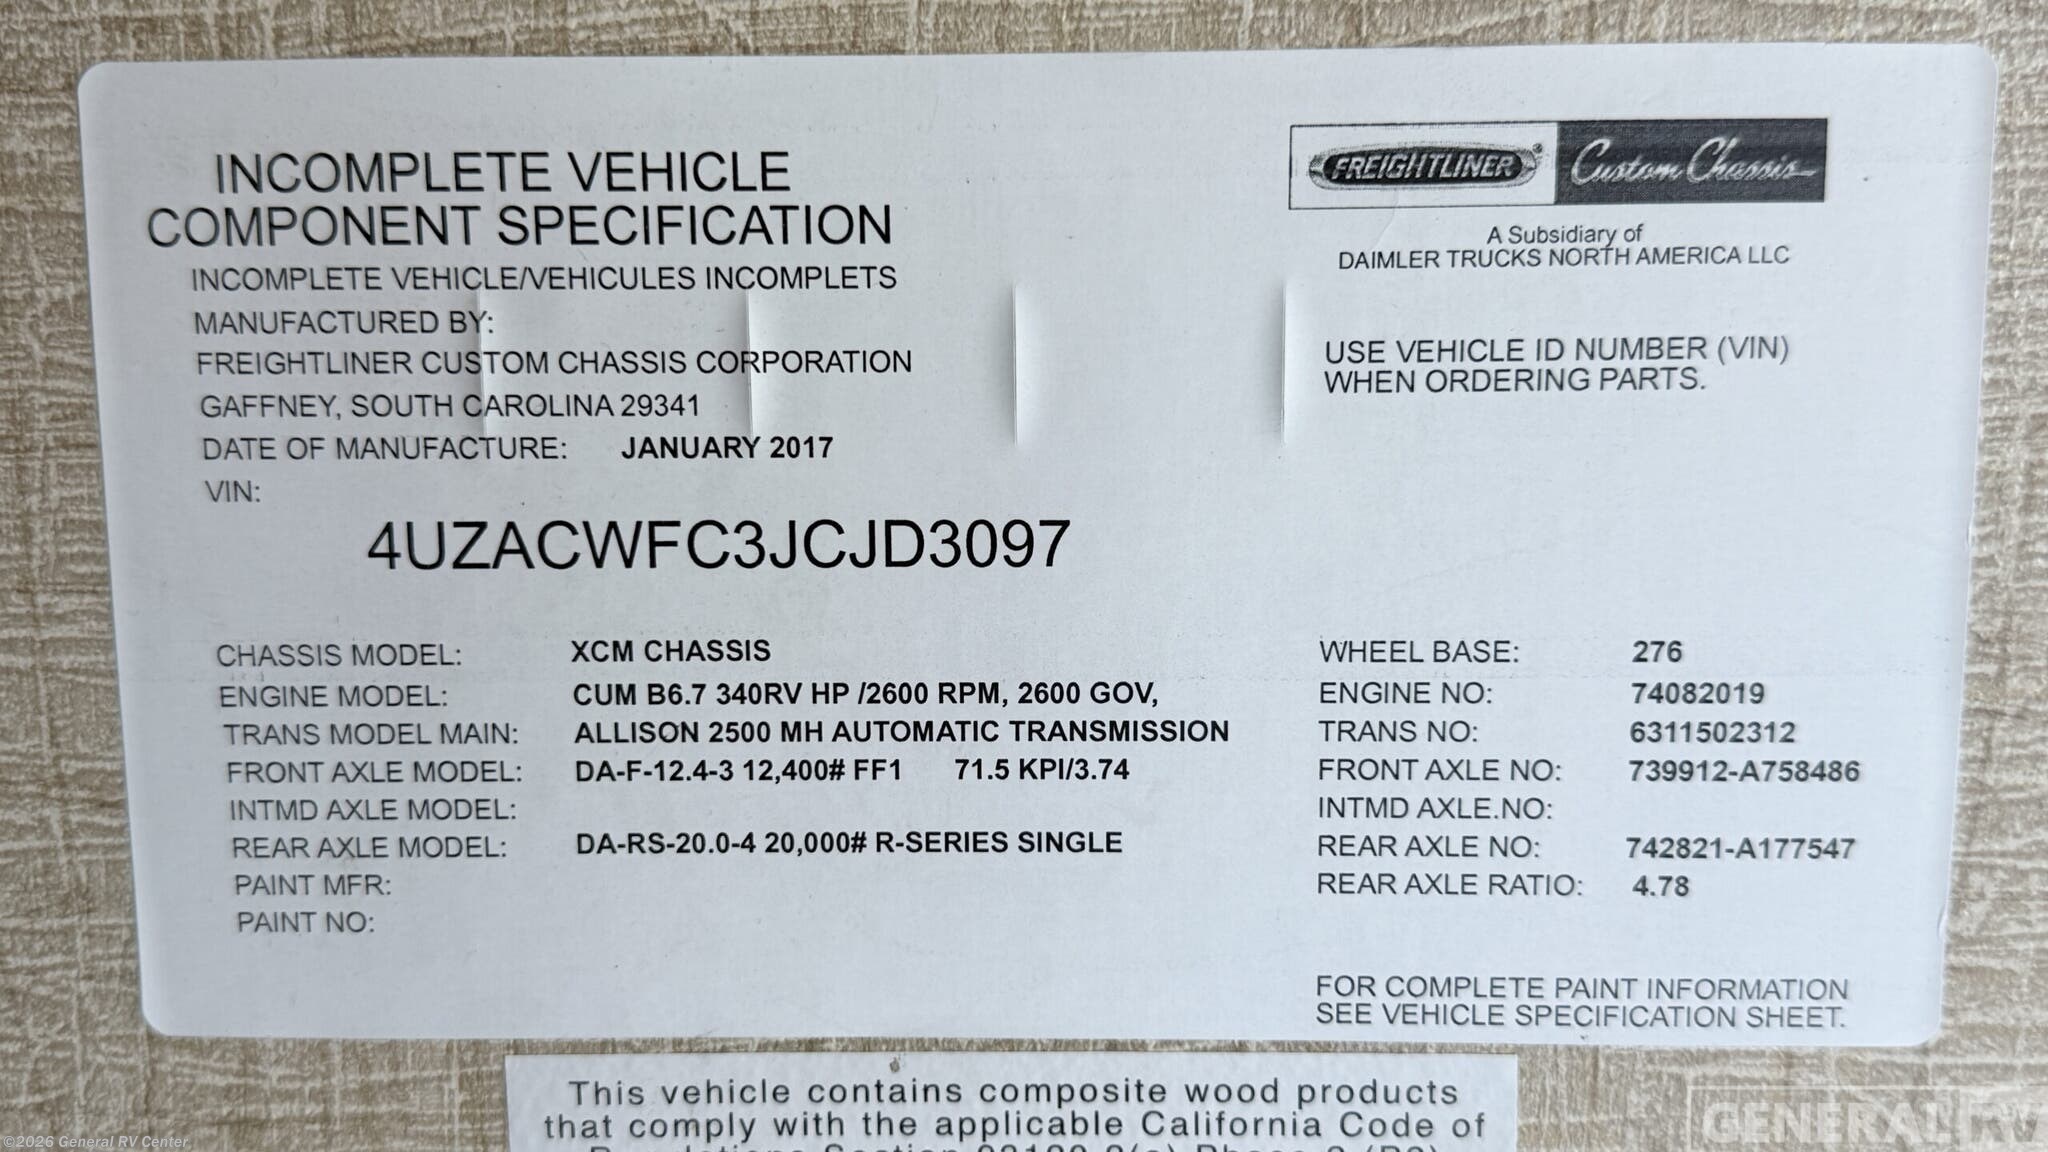 INCOMPLETE VEHICLE
COMPONENT SPECIFICATION
INCOMPLETE VEHICLE/VEHICULES INCOMPLETS
MANUFACTURED BY:
FREIGHTLINER CUSTOM CHASSIS CORPORATION
GAFFNEY, SOUTH CAROLINA 29341
DATE OF MANUFACTURE: JANUARY 2017
VIN:
4UZACWFC3JCJD3097
FREIGHTLINER® Custom Chassis
A Subsidiary of
DAIMLER TRUCKS NORTH AMERICA LLC
USE VEHICLE ID NUMBER (VIN)
WHEN ORDERING PARTS.
CHASSIS MODEL: XCM CHASSIS
ENGINE MODEL: CUM B6.7 340RV HP /2600 RPM, 2600 GOV,
TRANS MODEL MAIN: ALLISON 2500 MH AUTOMATIC TRANSMISSION
FRONT AXLE MODEL: DA-F-12.4-3 12,400# FF1 71.5 KPI/3.74
INTMD AXLE MODEL:
REAR AXLE MODEL: DA-RS-20.0-4 20,000# R-SERIES SINGLE
PAINT MFR:
PAINT NO:
WHEEL BASE: 276
ENGINE NO: 74082019
TRANS NO: 6311502312
FRONT AXLE NO: 739912-A758486
INTMD AXLE.NO:
REAR AXLE NO: 742821-A177547
REAR AXLE RATIO: 4.78
FOR COMPLETE PAINT INFORMATION
SEE VEHICLE SPECIFICATION SHEET.
This vehicle contains composite wood products
that comply with the applicable California Code of
©2026 General RV Center
GENERAL RV